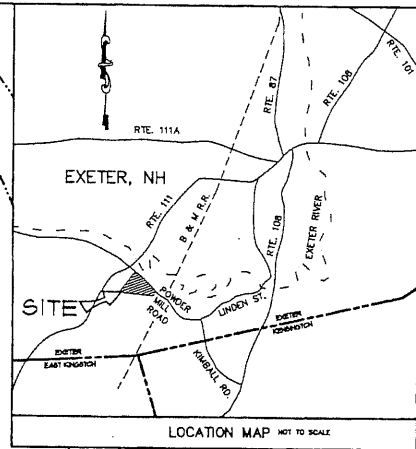 RTE. 101
RTE. 87
RTE. 108
RTE. 111A
EXETER, NH
RTE. 111
B & M R.R.
RTE. 108
EXETER RIVER
SITE
POWDER
MILL
ROAD
LINDEN ST.
EXETER
KENSINGTON
EXETER
EAST KINGSTON
KIMBALL RD.
LOCATION MAP NOT TO SCALE